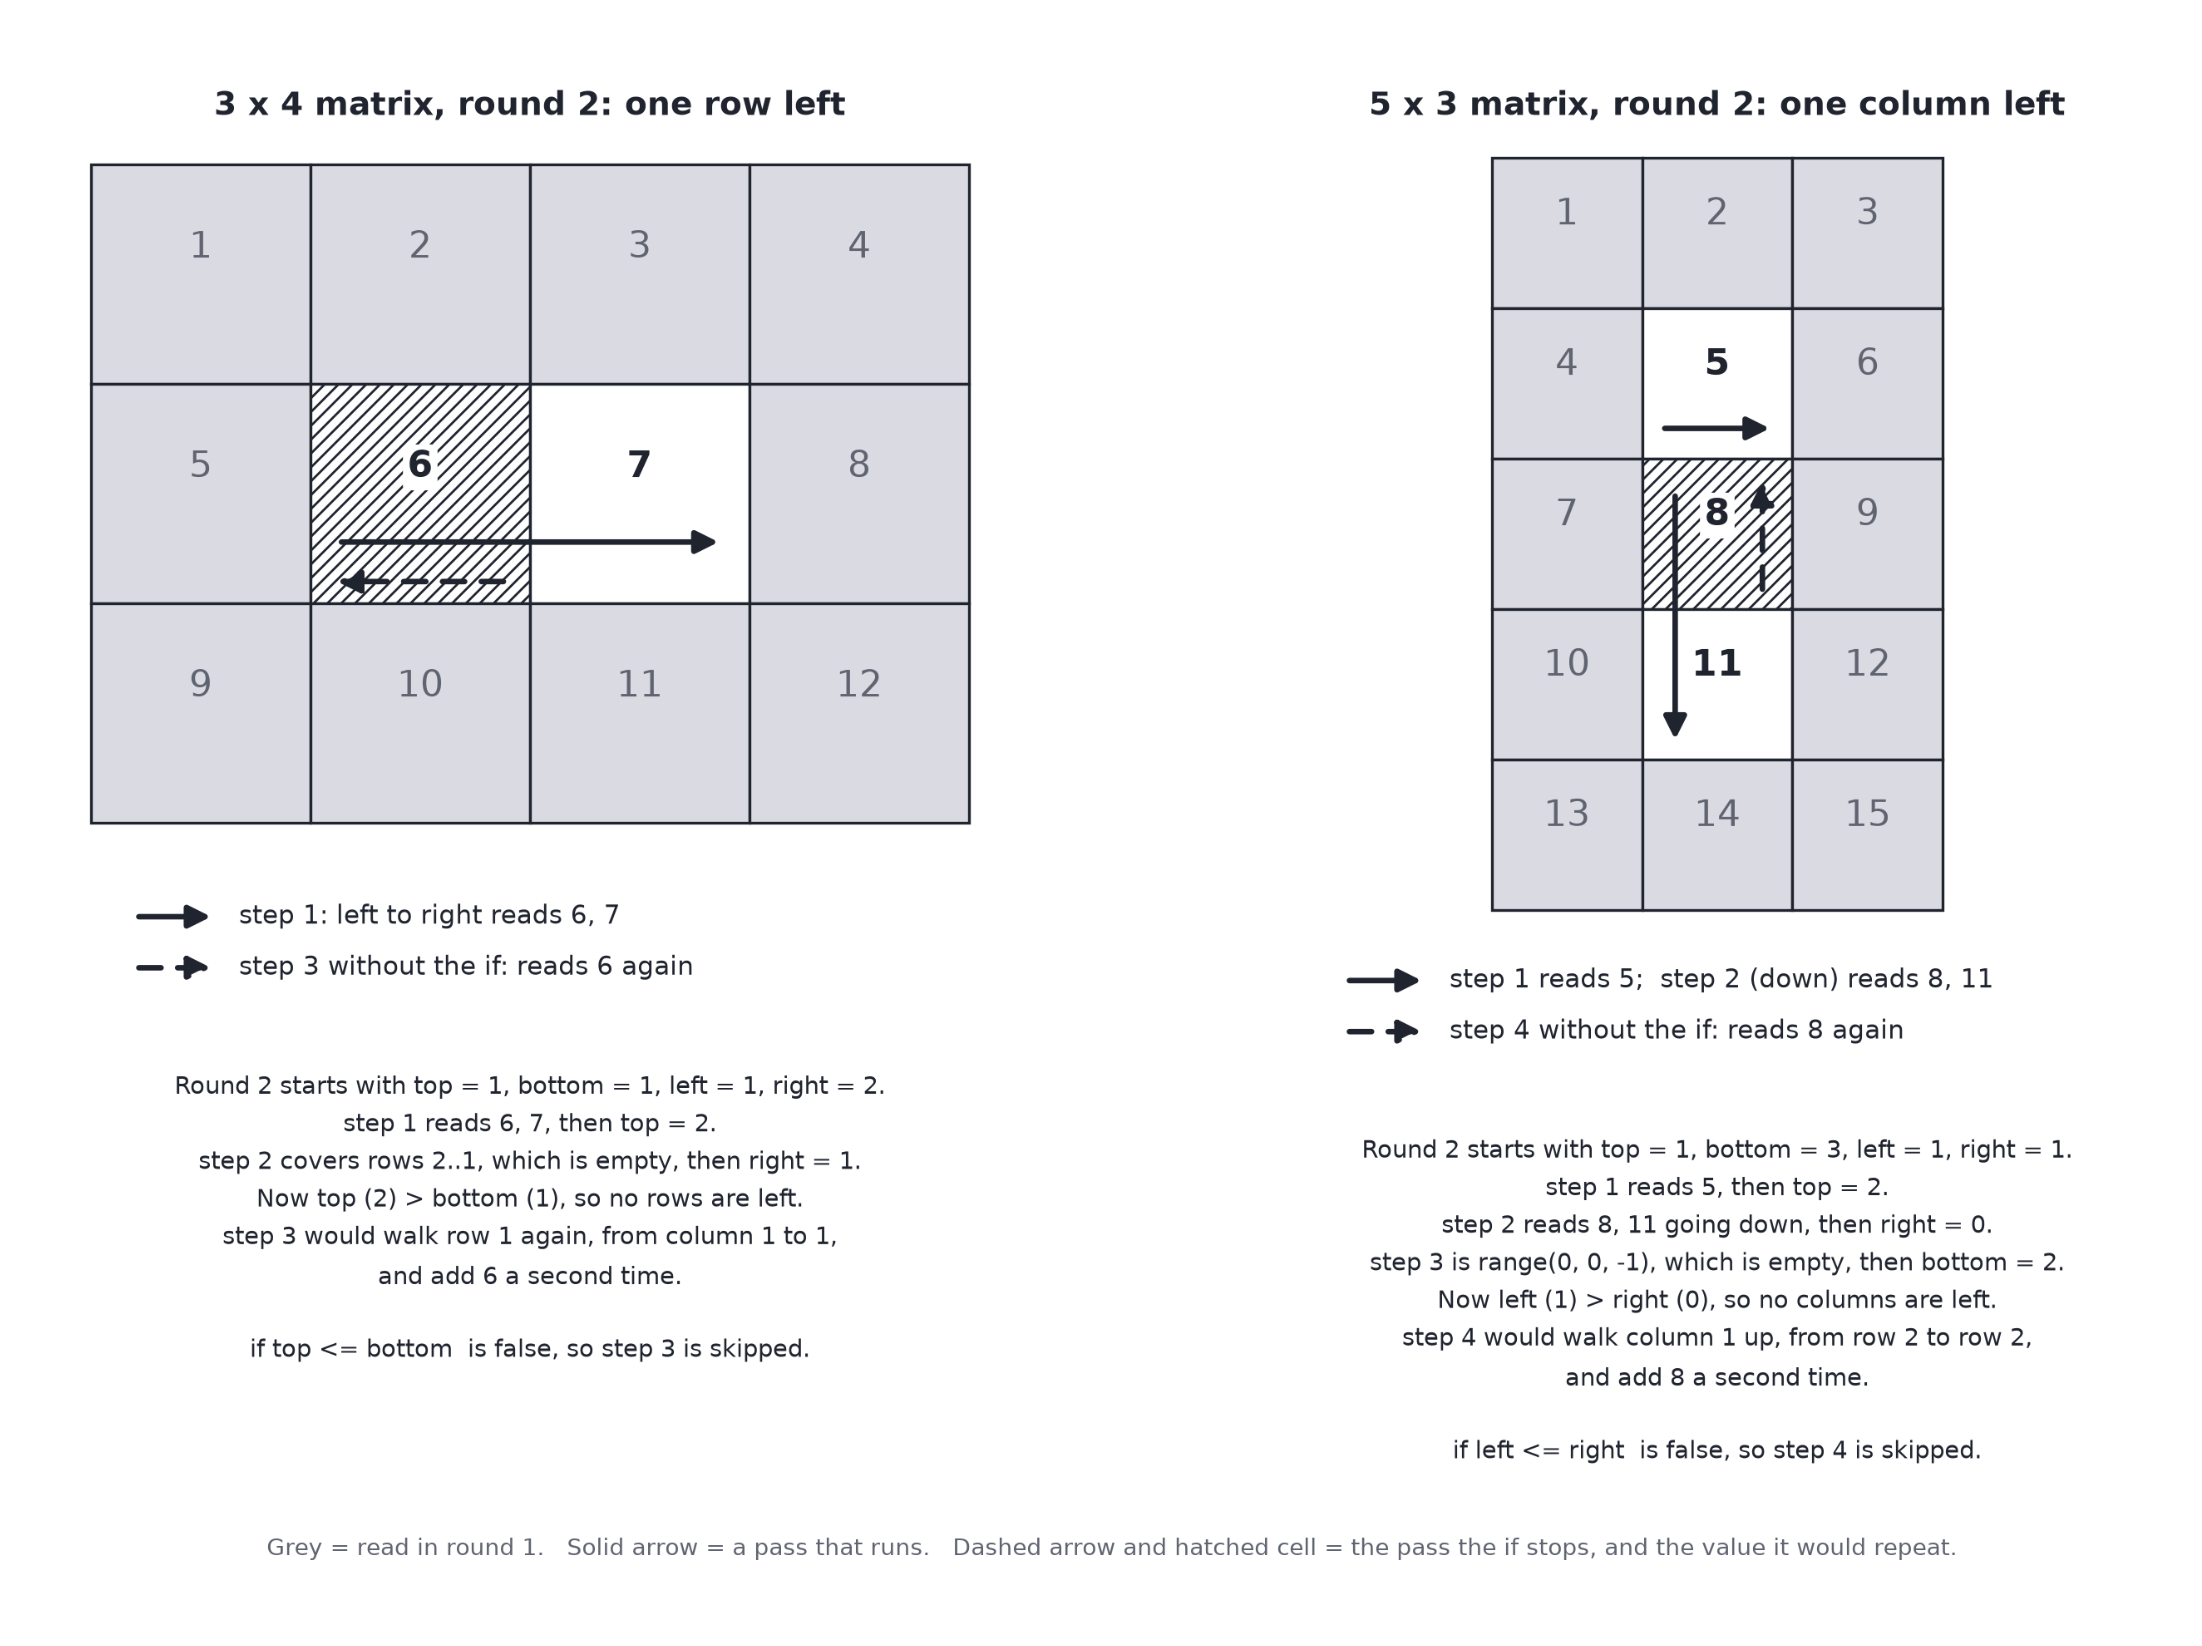 3 x 4 matrix, round 2: one row left
1 2 3 4
5 6 7 8
9 10 11 12
step 1: left to right reads 6, 7
step 3 without the if: reads 6 again
Round 2 starts with top = 1, bottom = 1, left = 1, right = 2.
step 1 reads 6, 7, then top = 2.
step 2 covers rows 2..1, which is empty, then right = 1.
Now top (2) > bottom (1), so no rows are left.
step 3 would walk row 1 again, from column 1 to 1,
and add 6 a second time.
if top <= bottom  is false, so step 3 is skipped.
5 x 3 matrix, round 2: one column left
1 2 3
4 5 6
7 8 9
10 11 12
13 14 15
step 1 reads 5;  step 2 (down) reads 8, 11
step 4 without the if: reads 8 again
Round 2 starts with top = 1, bottom = 3, left = 1, right = 1.
step 1 reads 5, then top = 2.
step 2 reads 8, 11 going down, then right = 0.
step 3 is range(0, 0, -1), which is empty, then bottom = 2.
Now left (1) > right (0), so no columns are left.
step 4 would walk column 1 up, from row 2 to row 2,
and add 8 a second time.
if left <= right  is false, so step 4 is skipped.
Grey = read in round 1.   Solid arrow = a pass that runs.   Dashed arrow and hatched cell = the pass the if stops, and the value it would repeat.